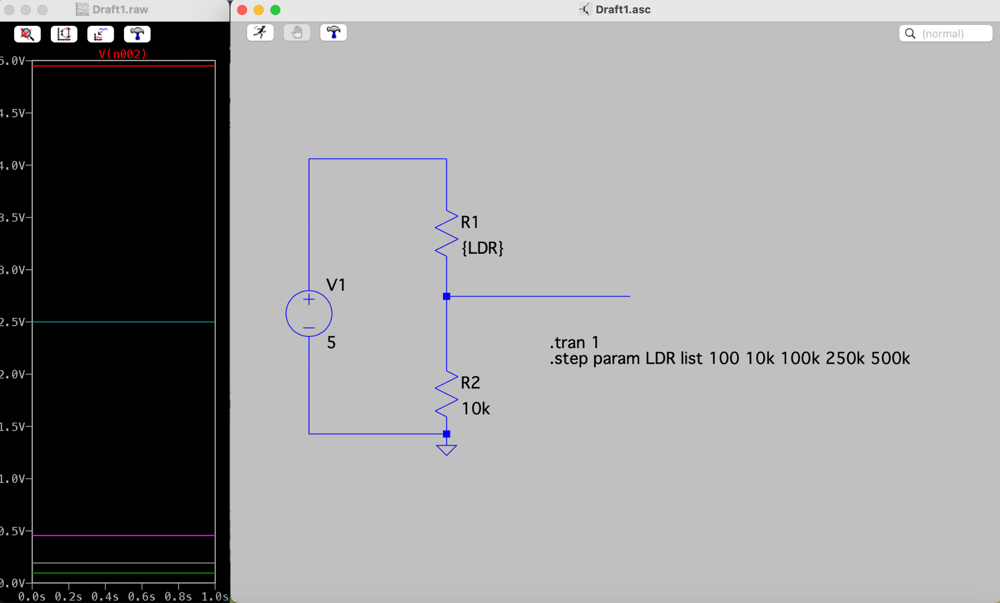 Draft1.raw
V(n002)
5.0V
4.5V
4.0V
3.5V
3.0V
2.5V
2.0V
1.5V
1.0V
0.5V
0.0V
0.0s 0.2s 0.4s 0.6s 0.8s 1.0s
Draft1.asc
(normal)
R1
{LDR}
V1
5
.tran 1
.step param LDR list 100 10k 100k 250k 500k
R2
10k